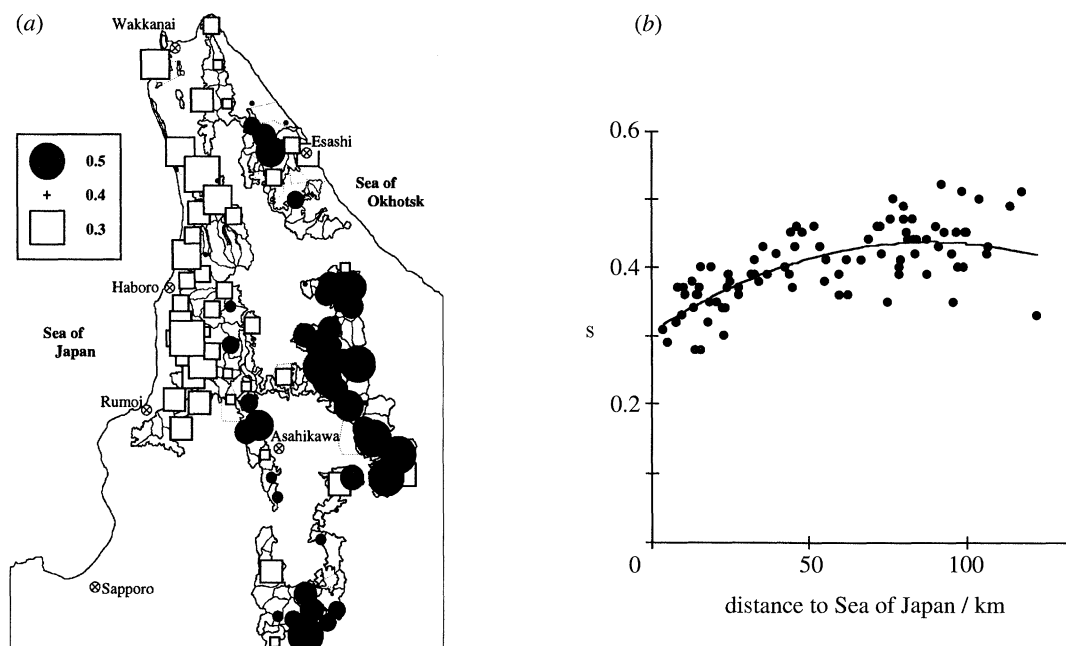 (a)
Wakkanai
Esashi
0.5
0.4
0.3
Sea of
Okhotsk
Haboro
Sea of
Japan
Rumoi
Asahikawa
Sapporo
(b)
0.6
0.4
s
0.2
0
50
100
distance to Sea of Japan / km